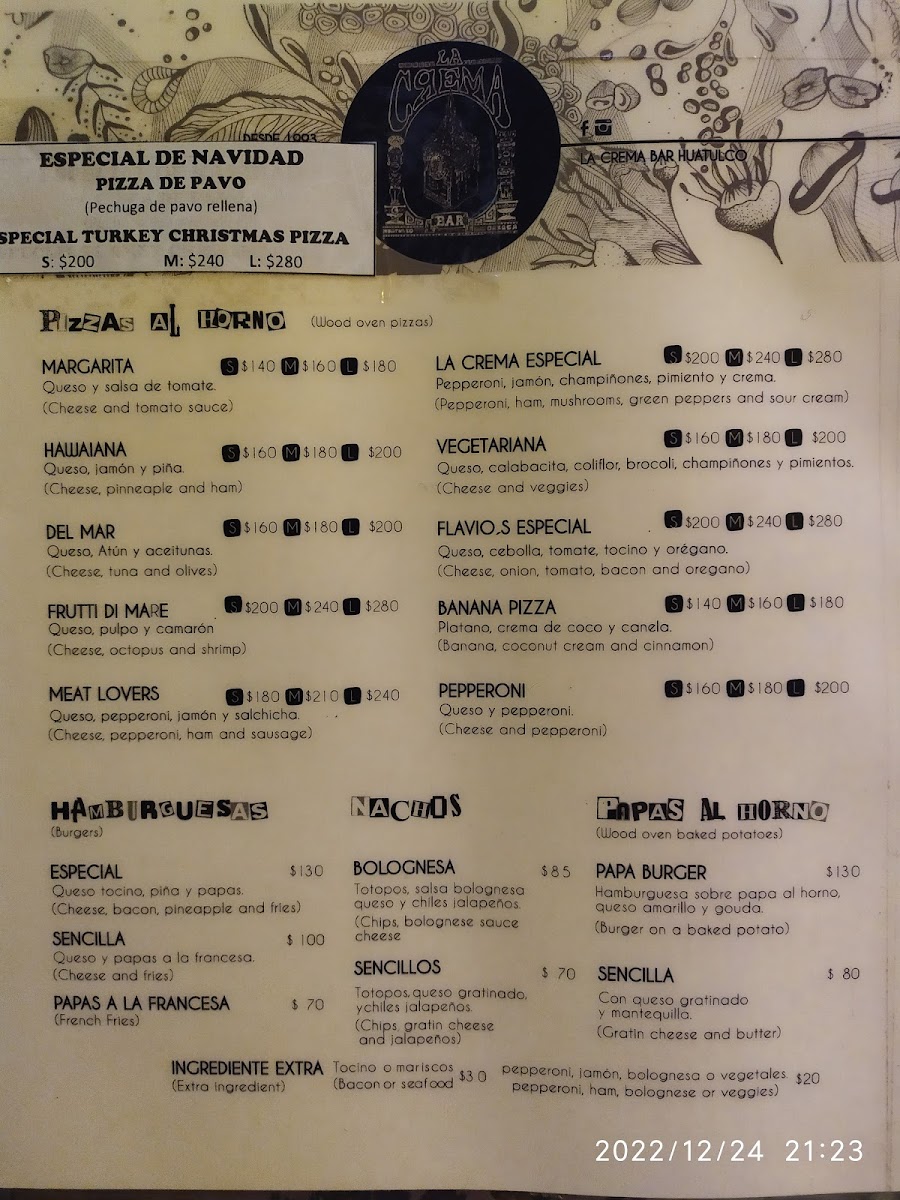 LA
CREMA
BAR
DESDE 1993
LA CREMA BAR HUATULCO
ESPECIAL DE NAVIDAD
PIZZA DE PAVO
(Pechuga de pavo rellena)
SPECIAL TURKEY CHRISTMAS PIZZA
S: $200 M: $240 L: $280
PIZZAS AL HORNO (Wood oven pizzas)
MARGARITA S $140 M $160 L $180
Queso y salsa de tomate.
(Cheese and tomato sauce)
HAWAIANA S $160 M $180 L $200
Queso, jamón y piña.
(Cheese, pinneaple and ham)
DEL MAR S $160 M $180 L $200
Queso, Atún y aceitunas.
(Cheese, tuna and olives)
FRUTTI DI MARE S $200 M $240 L $280
Queso, pulpo y camarón
(Cheese, octopus and shrimp)
MEAT LOVERS S $180 M $210 L $240
Queso, pepperoni, jamón y salchicha.
(Cheese, pepperoni, ham and sausage)
LA CREMA ESPECIAL S $200 M $240 L $280
Pepperoni, jamón, champiñones, pimiento y crema.
(Pepperoni, ham, mushrooms, green peppers and sour cream)
VEGETARIANA S $160 M $180 L $200
Queso, calabacita, coliflor, brocoli, champiñones y pimientos.
(Cheese and veggies)
FLAVIO,S ESPECIAL S $200 M $240 L $280
Queso, cebolla, tomate, tocino y orégano.
(Cheese, onion, tomato, bacon and oregano)
BANANA PIZZA S $140 M $160 L $180
Platano, crema de coco y canela.
(Banana, coconut cream and cinnamon)
PEPPERONI S $160 M $180 L $200
Queso y pepperoni.
(Cheese and pepperoni)
HAMBURGUESAS
(Burgers)
ESPECIAL $130
Queso tocino, piña y papas.
(Cheese, bacon, pineapple and fries)
SENCILLA $ 100
Queso y papas a la francesa.
(Cheese and fries)
PAPAS A LA FRANCESA $ 70
(French Fries)
NACHOS
BOLOGNESA $85
Totopos, salsa bolognesa
queso y chiles jalapeños.
(Chips, bolognese sauce
cheese
SENCILLOS $ 70
Totopos,queso gratinado,
ychiles jalapeños.
(Chips, gratin cheese
and jalapeños)
PAPAS AL HORNO
(Wood oven baked potatoes)
PAPA BURGER $130
Hamburguesa sobre papa al horno,
queso amarillo y gouda.
(Burger on a baked potato)
SENCILLA $ 80
Con queso gratinado
y mantequilla.
(Gratin cheese and butter)
INGREDIENTE EXTRA Tocino o mariscos $30 pepperoni, jamón, bolognesa o vegetales. $20
(Extra ingredient) (Bacon or seafood pepperoni, ham, bolognese or veggies)
2022/12/24 21:23